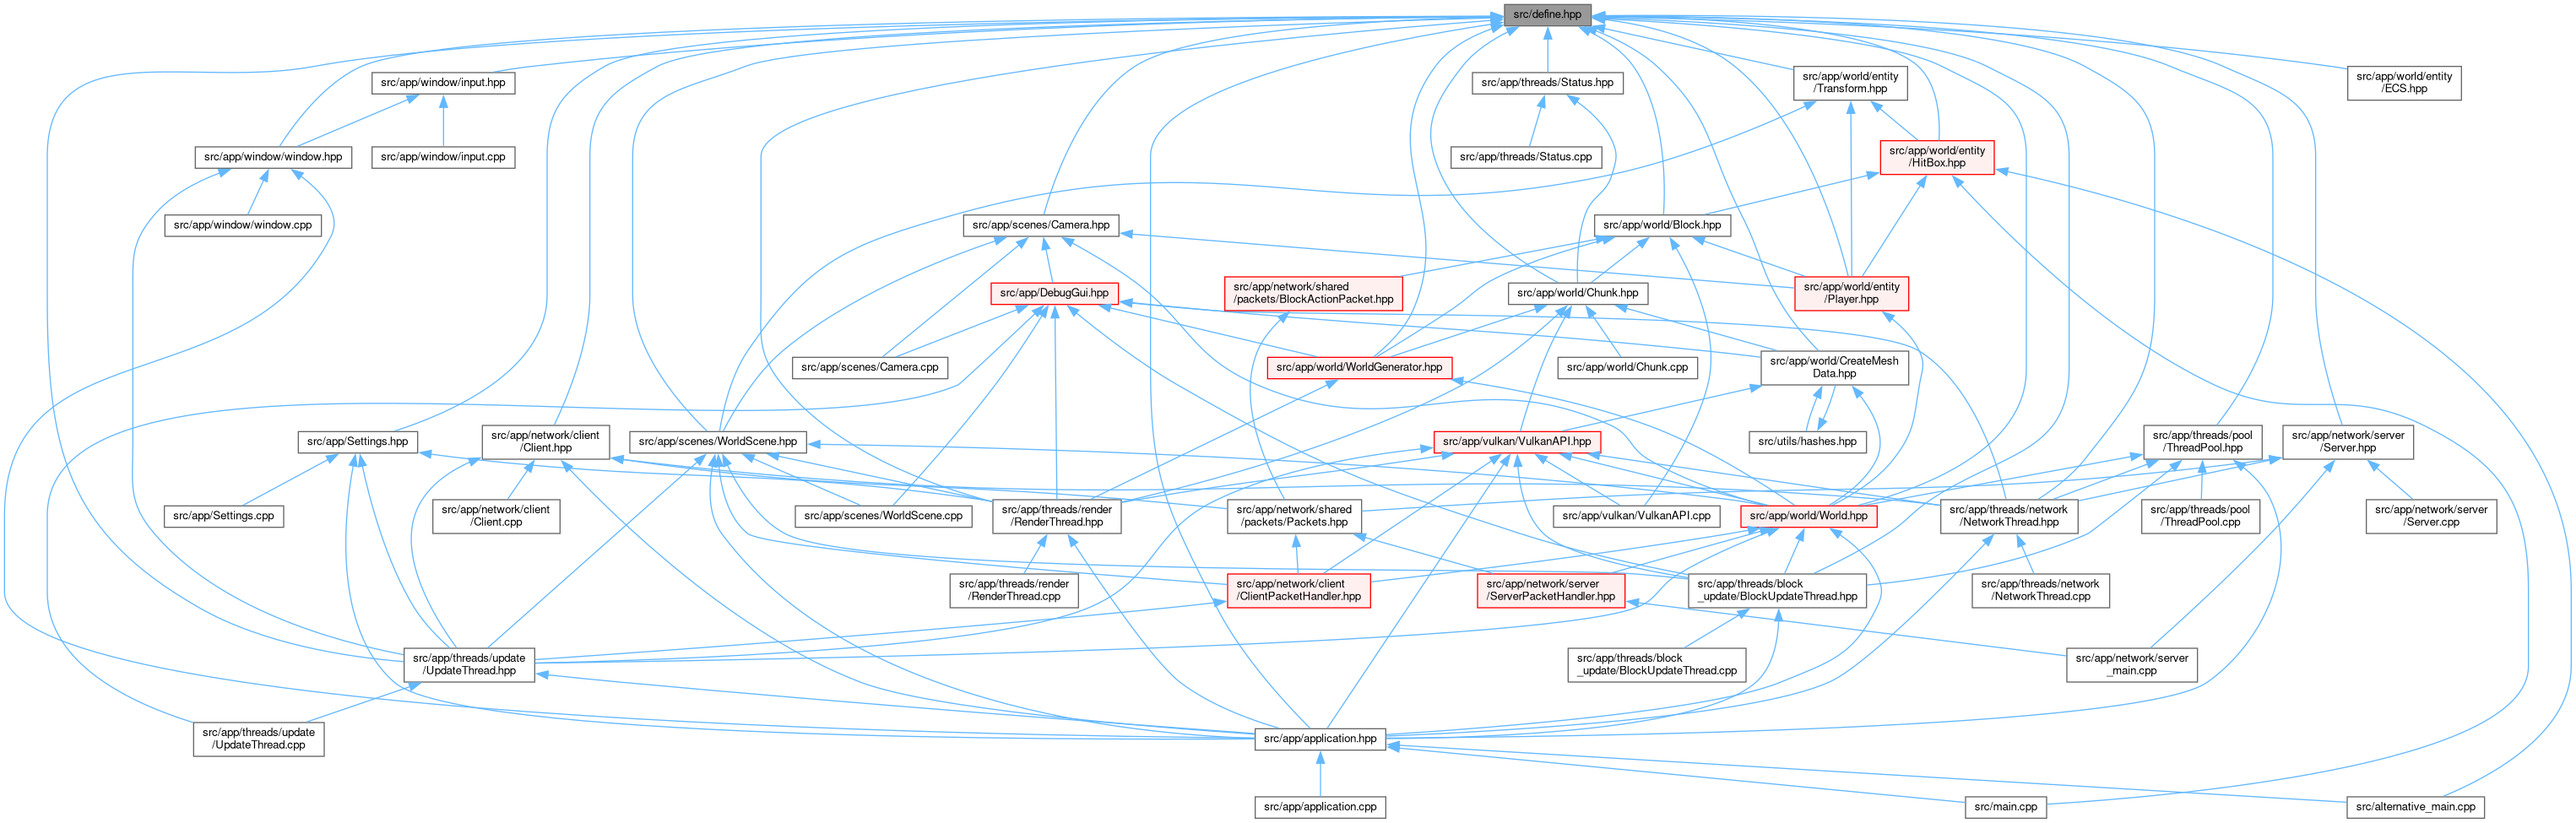 src/define.hpp
src/app/window/input.hpp
src/app/threads/Status.hpp
src/app/world/entity
/Transform.hpp
src/app/world/entity
/ECS.hpp
src/app/window/window.hpp
src/app/window/input.cpp
src/app/threads/Status.cpp
src/app/world/entity
/HitBox.hpp
src/app/window/window.cpp
src/app/scenes/Camera.hpp
src/app/world/Block.hpp
src/app/DebugGui.hpp
src/app/network/shared
/packets/BlockActionPacket.hpp
src/app/world/Chunk.hpp
src/app/world/entity
/Player.hpp
src/app/scenes/Camera.cpp
src/app/world/WorldGenerator.hpp
src/app/world/Chunk.cpp
src/app/world/CreateMesh
Data.hpp
src/app/Settings.hpp
src/app/network/client
/Client.hpp
src/app/scenes/WorldScene.hpp
src/app/vulkan/VulkanAPI.hpp
src/utils/hashes.hpp
src/app/threads/pool
/ThreadPool.hpp
src/app/network/server
/Server.hpp
src/app/Settings.cpp
src/app/network/client
/Client.cpp
src/app/scenes/WorldScene.cpp
src/app/threads/render
/RenderThread.hpp
src/app/network/shared
/packets/Packets.hpp
src/app/vulkan/VulkanAPI.cpp
src/app/world/World.hpp
src/app/threads/network
/NetworkThread.hpp
src/app/threads/pool
/ThreadPool.cpp
src/app/network/server
/Server.cpp
src/app/threads/render
/RenderThread.cpp
src/app/network/client
/ClientPacketHandler.hpp
src/app/network/server
/ServerPacketHandler.hpp
src/app/threads/block
_update/BlockUpdateThread.hpp
src/app/threads/network
/NetworkThread.cpp
src/app/threads/update
/UpdateThread.hpp
src/app/threads/block
_update/BlockUpdateThread.cpp
src/app/network/server
_main.cpp
src/app/threads/update
/UpdateThread.cpp
src/app/application.hpp
src/app/application.cpp
src/main.cpp
src/alternative_main.cpp